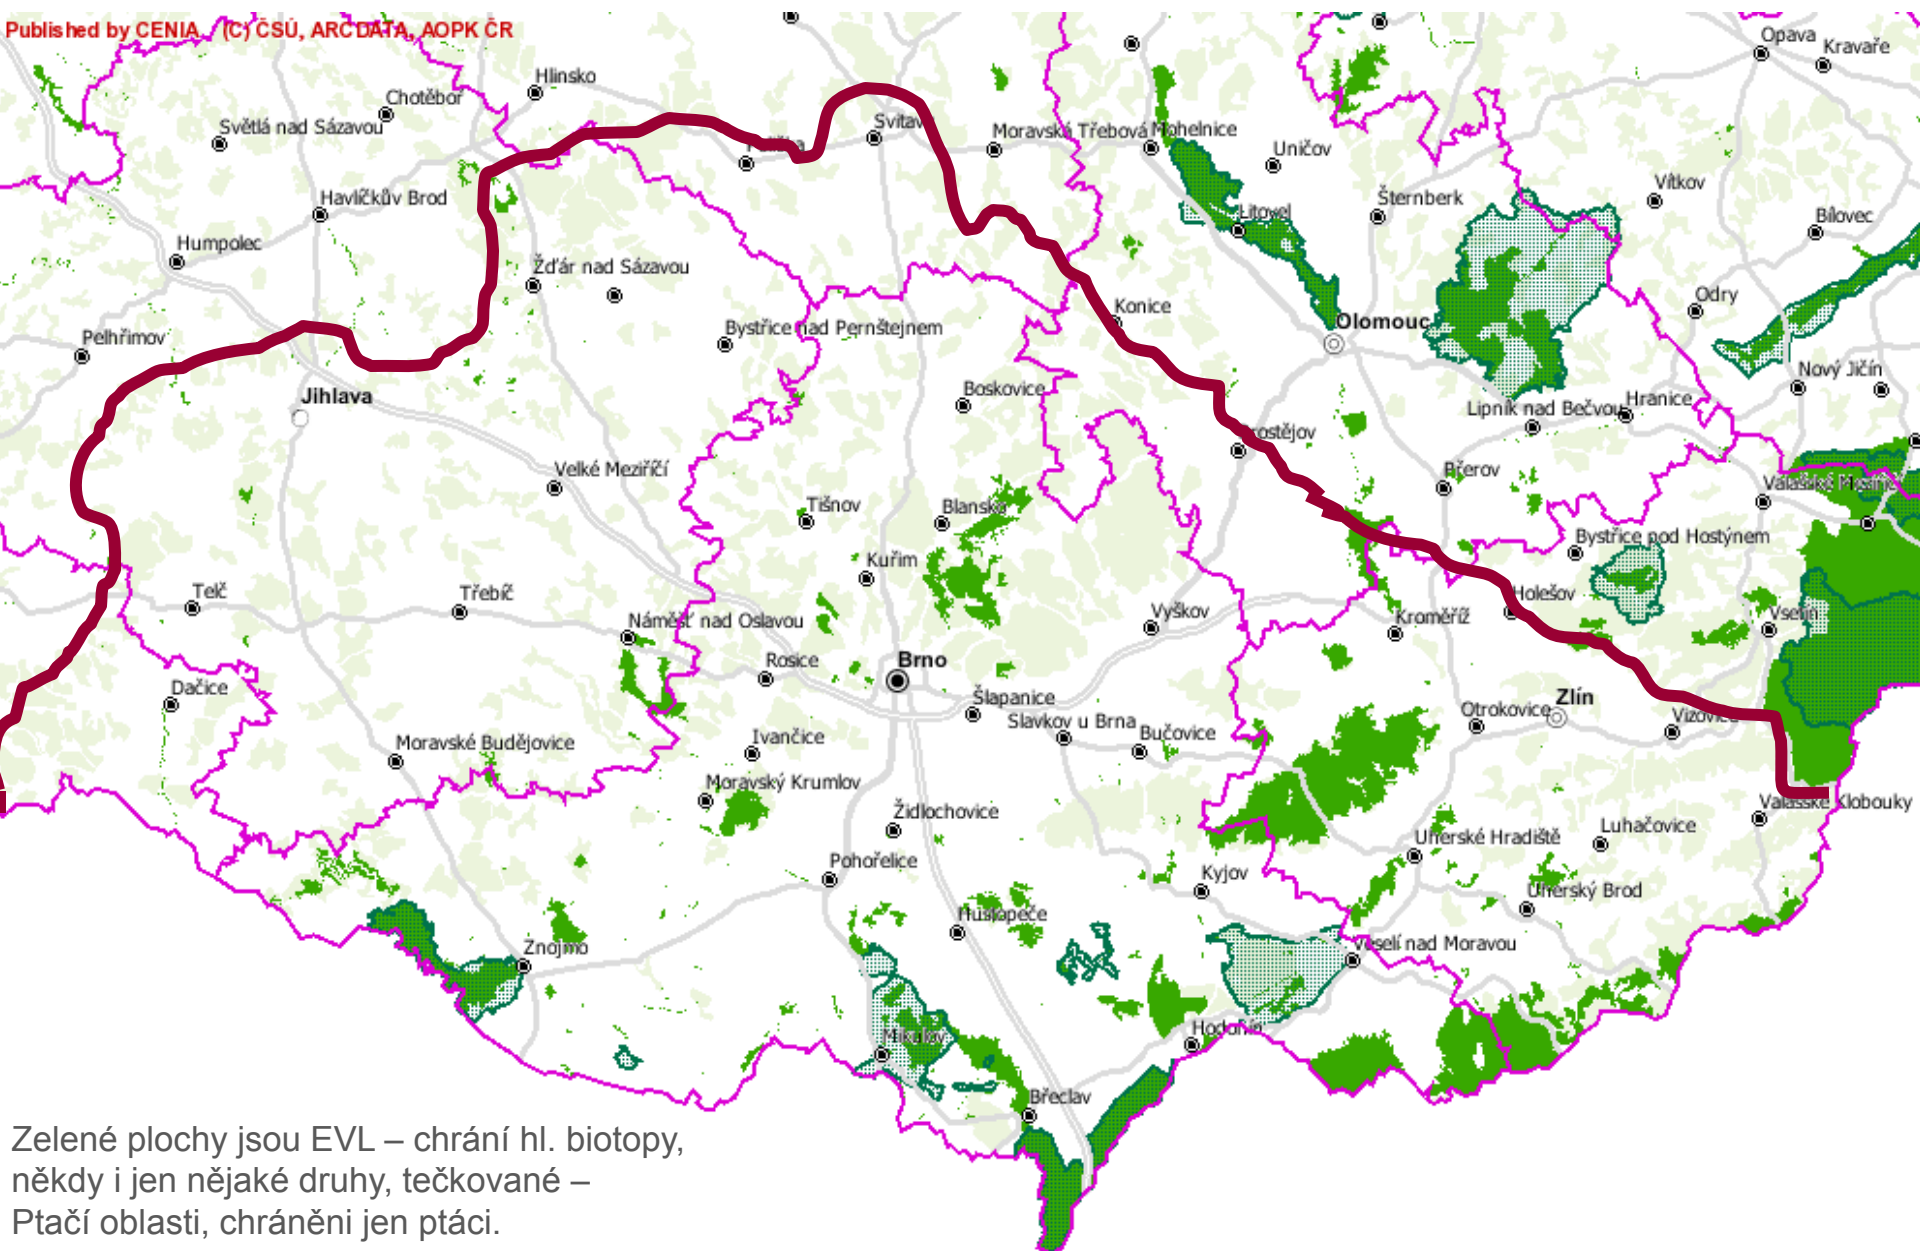 Published by CENIA, (C) ČSÚ, ARCDATA, AOPK ČR
Opava
Kravaře
Hlinsko
Chotěboř
Světlá nad Sázavou
Svitavy
Moravská Třebová
Mohelnice
Uničov
Havlíčkův Brod
Šternberk
Vítkov
Litovel
Bílovec
Humpolec
Žďár nad Sázavou
Odry
Konice
Olomouc
Pelhřimov
Bystřice nad Pernštejnem
Nový Jičín
Jihlava
Boskovice
Lipník nad Bečvou
Hranice
Prostějov
Velké Meziříčí
Přerov
Valašské
Tišnov
Blansko
Bystřice pod Hostýnem
Kuřim
Telč
Třebíč
Holešov
Náměšť nad Oslavou
Vyškov
Kroměříž
Vsetín
Rosice
Brno
Dačice
Šlapanice
Zlín
Slavkov u Brna
Otrokovice
Vizovice
Moravské Budějovice
Ivančice
Bučovice
Moravský Krumlov
Židlochovice
Valašské Klobouky
Luhačovice
Uherské Hradiště
Pohořelice
Kyjov
Uherský Brod
Hustopeče
Znojmo
Veselí nad Moravou
Mikulov
Hodonín
Břeclav
Zelené plochy jsou EVL – chrání hl. biotopy,
někdy i jen nějaké druhy, tečkované –
Ptačí oblasti, chráněni jen ptáci.